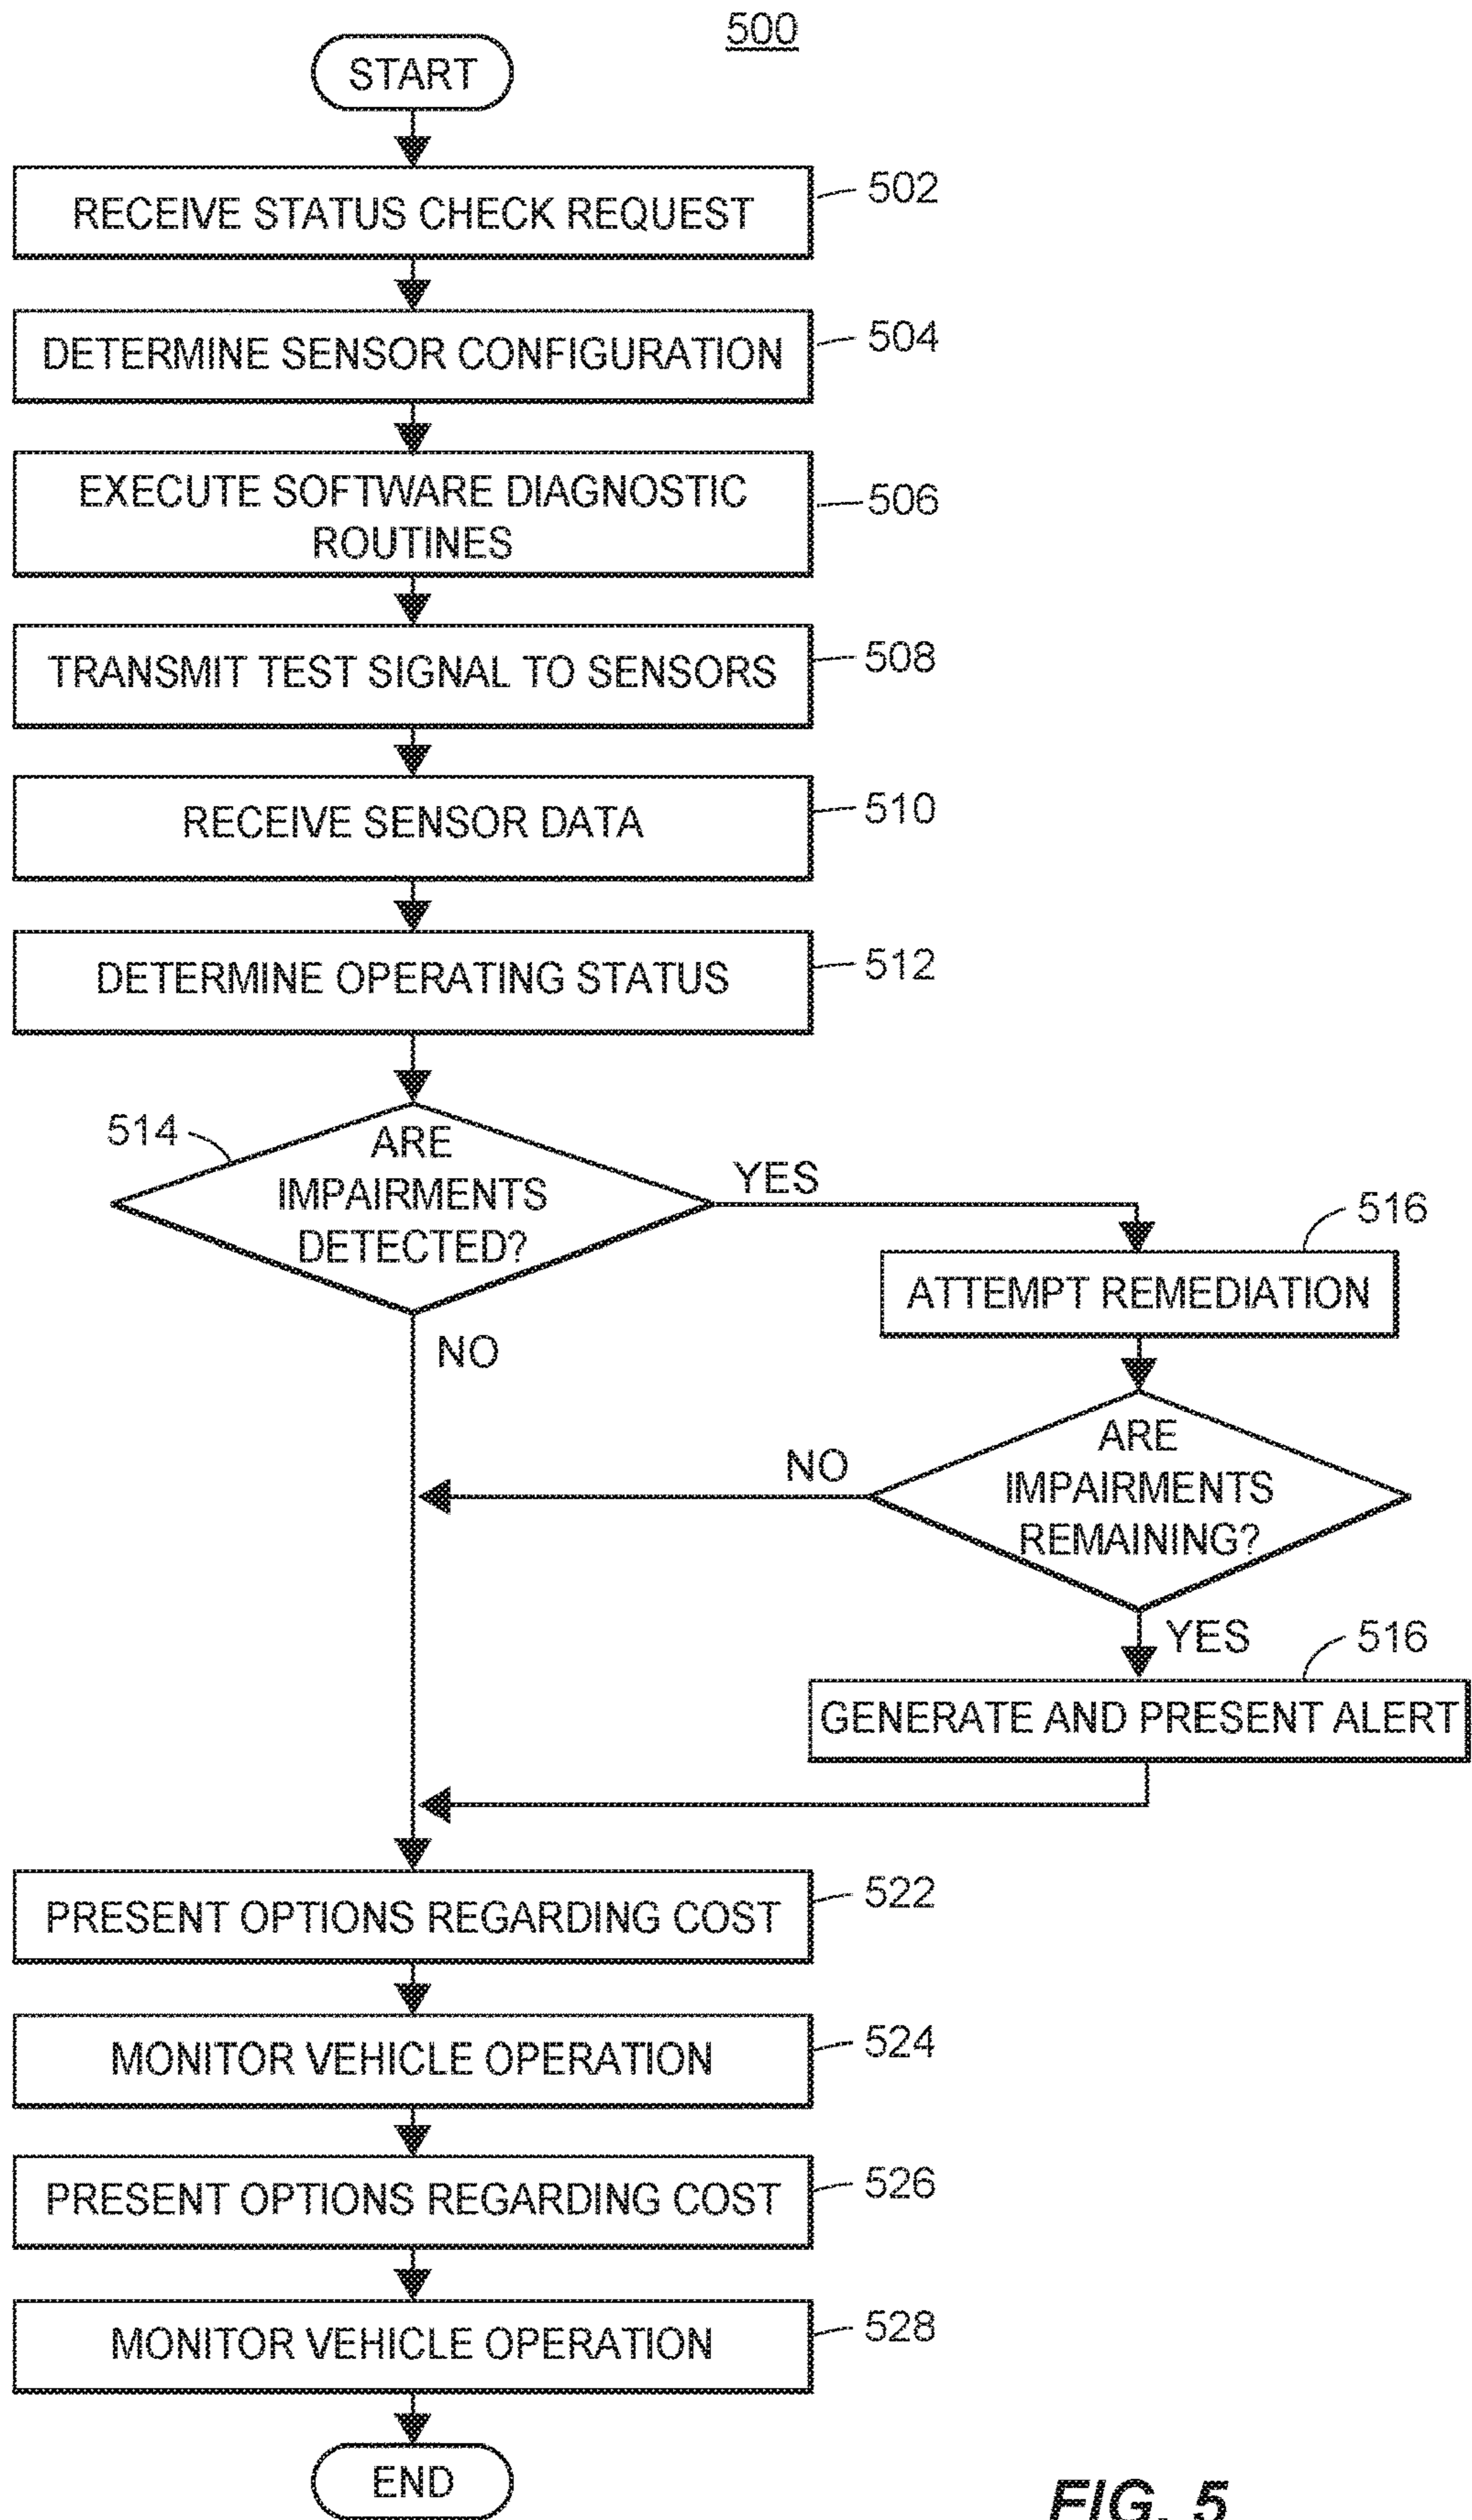 500
START
RECEIVE STATUS CHECK REQUEST
502
DETERMINE SENSOR CONFIGURATION
504
EXECUTE SOFTWARE DIAGNOSTIC
ROUTINES
506
TRANSMIT TEST SIGNAL TO SENSORS
508
RECEIVE SENSOR DATA
510
DETERMINE OPERATING STATUS
512
514
ARE
IMPAIRMENTS
DETECTED?
YES
NO
516
ATTEMPT REMEDIATION
ARE
IMPAIRMENTS
REMAINING?
NO
YES
516
GENERATE AND PRESENT ALERT
PRESENT OPTIONS REGARDING COST
522
MONITOR VEHICLE OPERATION
524
PRESENT OPTIONS REGARDING COST
526
MONITOR VEHICLE OPERATION
528
END
FIG. 5